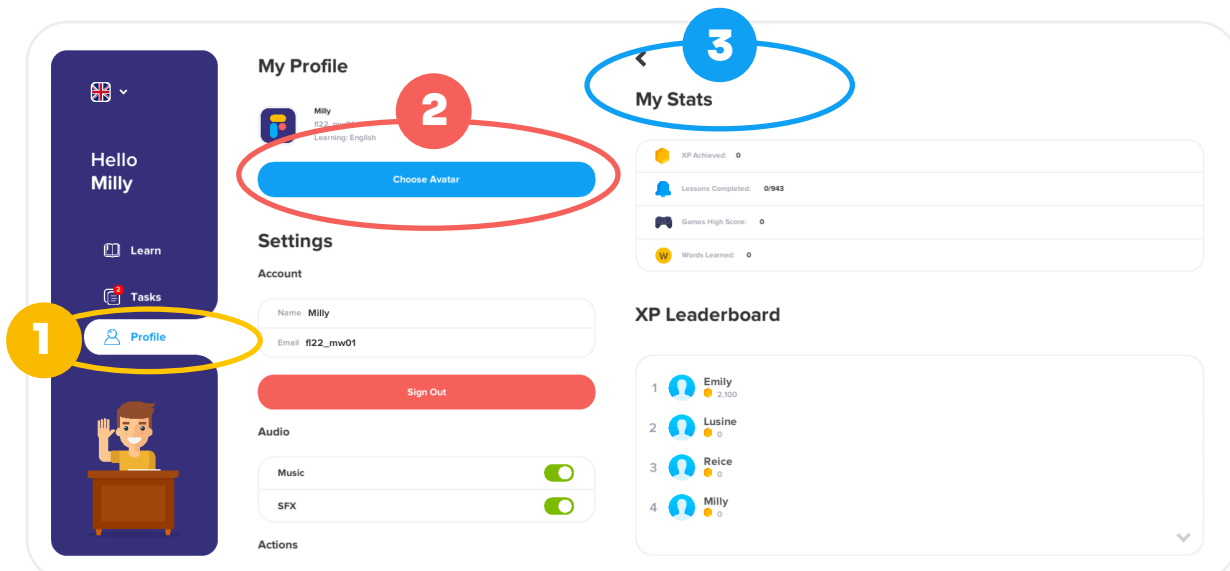 Hello
Milly
Learn
2
Tasks
1
Profile
My Profile
Milly
2
Learning: English
Choose Avatar
Settings
Account
Name Milly
Email fl22_mw01
Sign Out
Audio
Music
SFX
Actions
3
My Stats
XP Achieved: 0
Lessons Completed: 0/943
Games High Score: 0
W Words Learned: 0
XP Leaderboard
1 Emily
2,100
2 Lusine
0
3 Reice
0
4 Milly
0